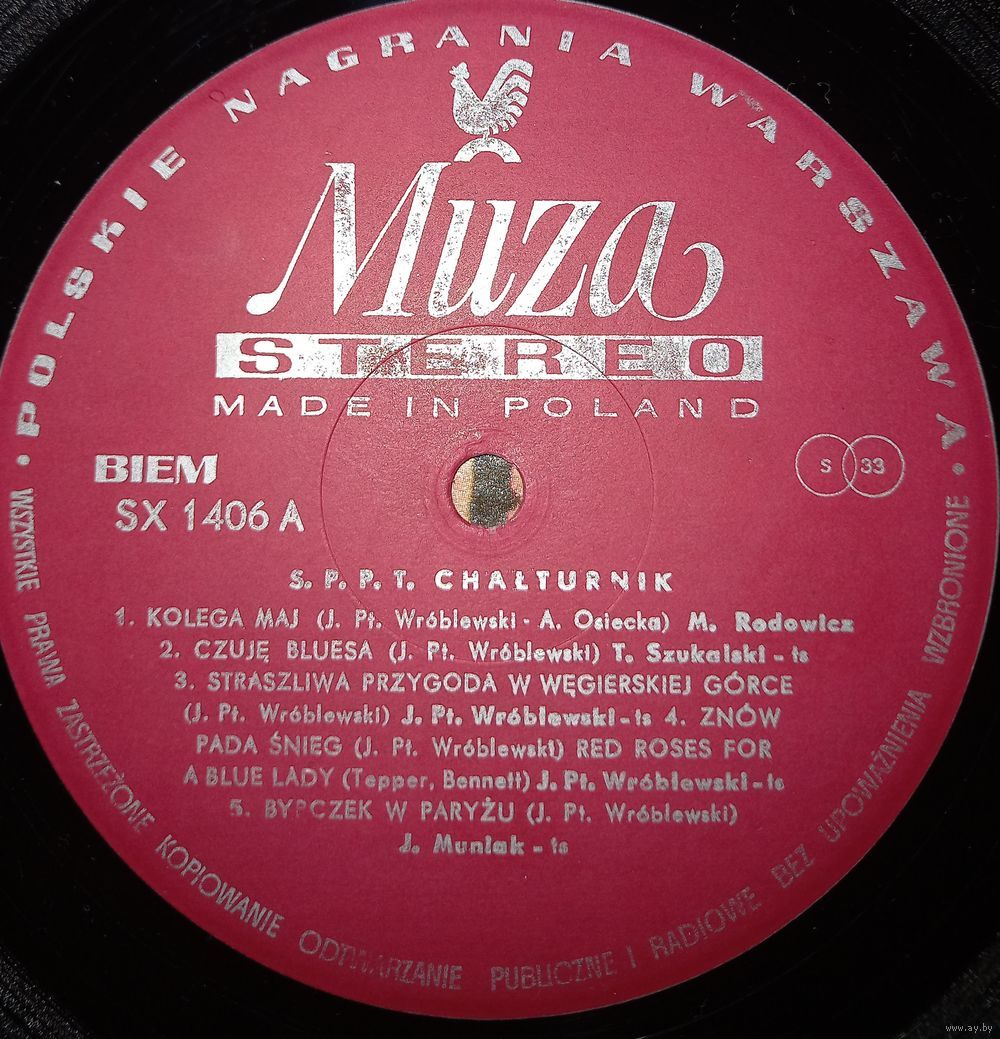 • POLSKIE NAGRANIA WARSZAWA •
Muza
STEREO
MADE IN POLAND
BIEM
SX 1406 A
S 33
S. P. P. T. CHAŁTURNIK
1. KOLEGA MAJ (J. Pt. Wróblewski - A. Osiecka) M. Rodowicz
2. CZUJĘ BLUESA (J. Pt. Wróblewski) T. Szukalski - ts
3. STRASZLIWA PRZYGODA W WĘGIERSKIEJ GÓRCE
(J. Pt. Wróblewski) J. Pt. Wróblewski - ts 4. ZNÓW
PADA ŚNIEG (J. Pt. Wróblewski) RED ROSES FOR
A BLUE LADY (Tepper, Bennett) J. Pt. Wróblewski - ts
5. BYPCZEK W PARYŻU (J. Pt. Wróblewski)
J. Muniak - ts
WSZYSTKIE PRAWA ZASTRZEŻONE KOPIOWANIE ODTWARZANIE PUBLICZNE I RADIOWE BEZ UPOWAŻNIENIA WZBRONIONE
www.ay.by